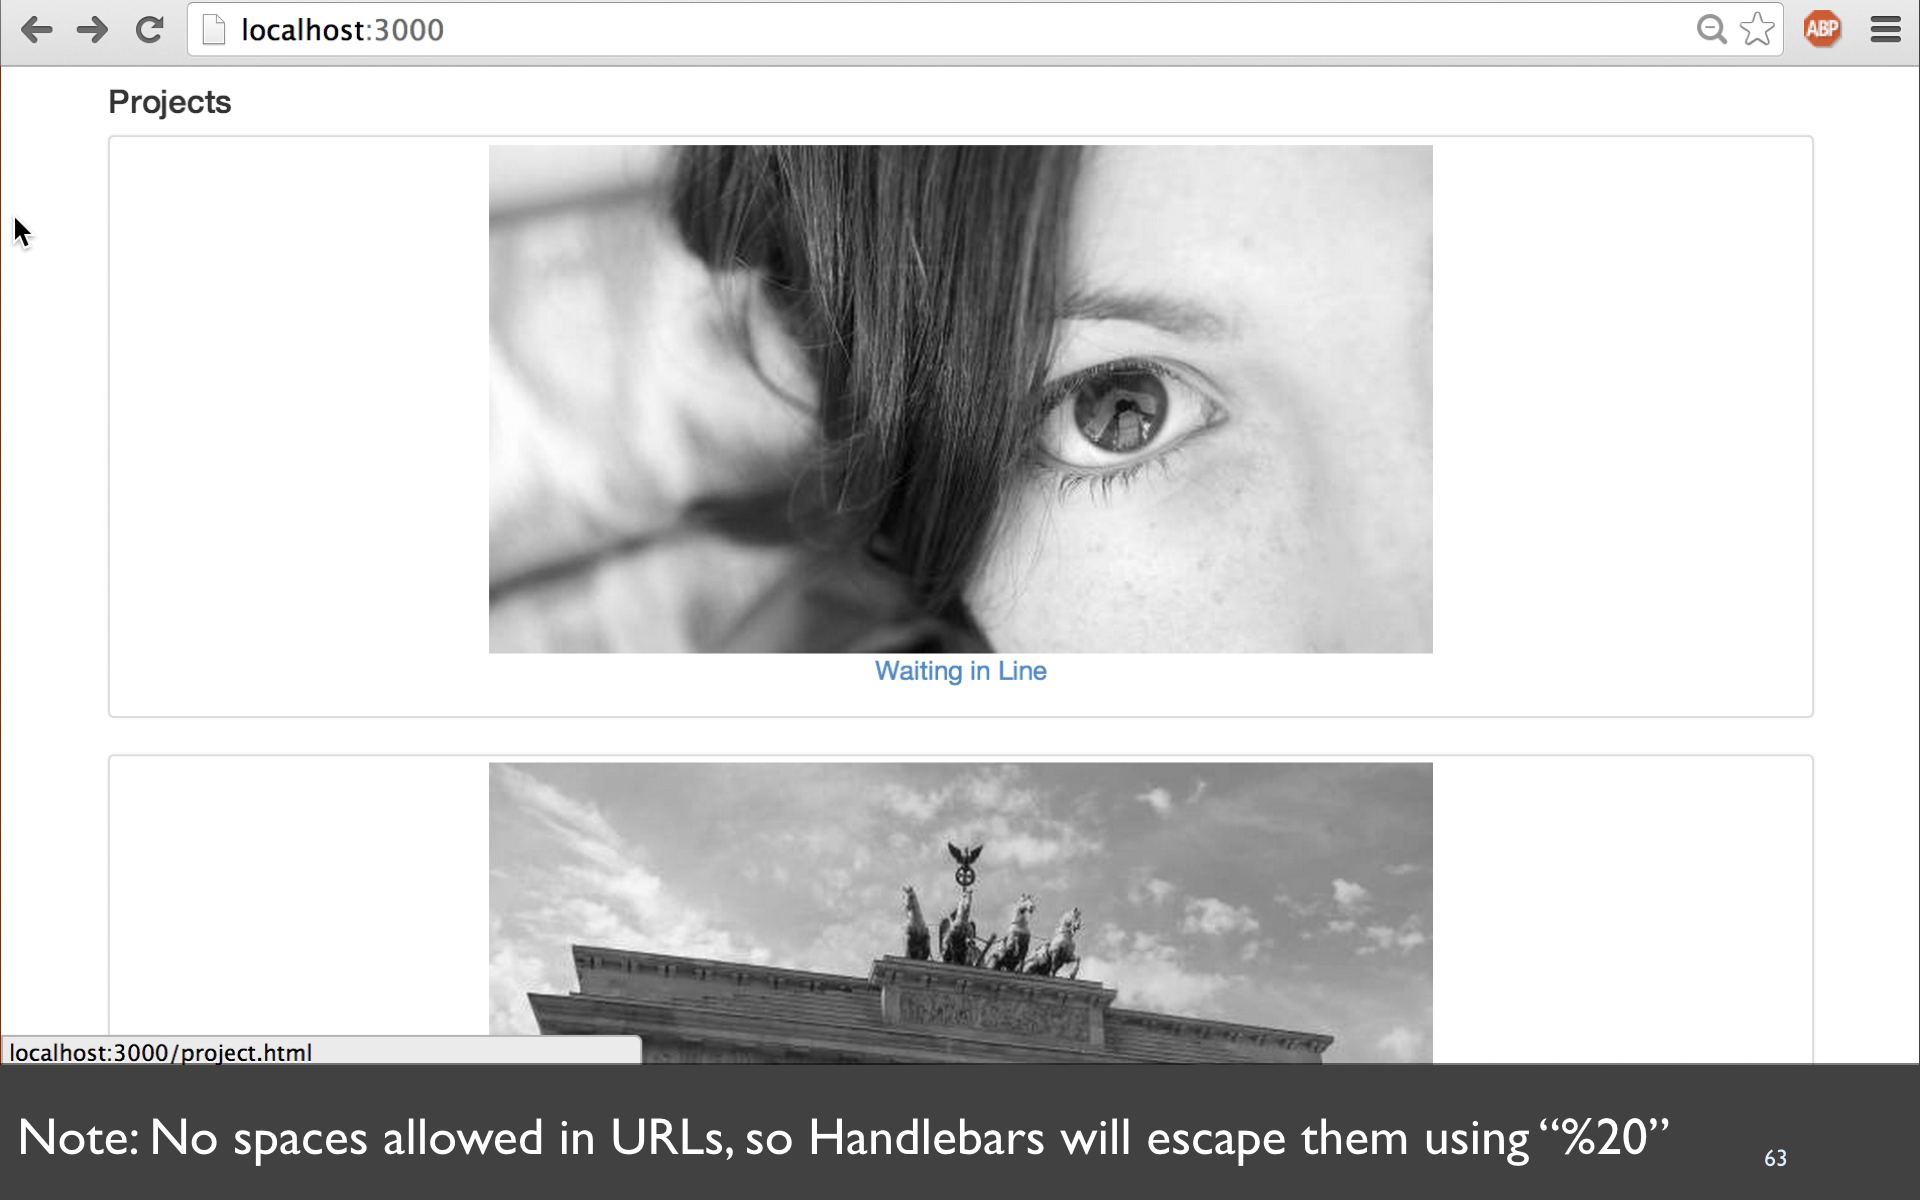 localhost:3000
ABP
Projects
Waiting in Line
localhost:3000/project.html
Note: No spaces allowed in URLs, so Handlebars will escape them using “%20”
63